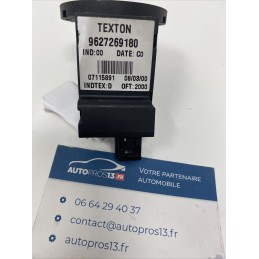 TEXTON
9627269180
IND:00 DATE: C0
07115891 08/03/00
INDTEX:D OFT:2000
AUTOPROS13.FR
VOTRE PARTENAIRE
AUTOMOBILE
06 64 29 40 37
contact@autopros13.fr
autopros13.fr